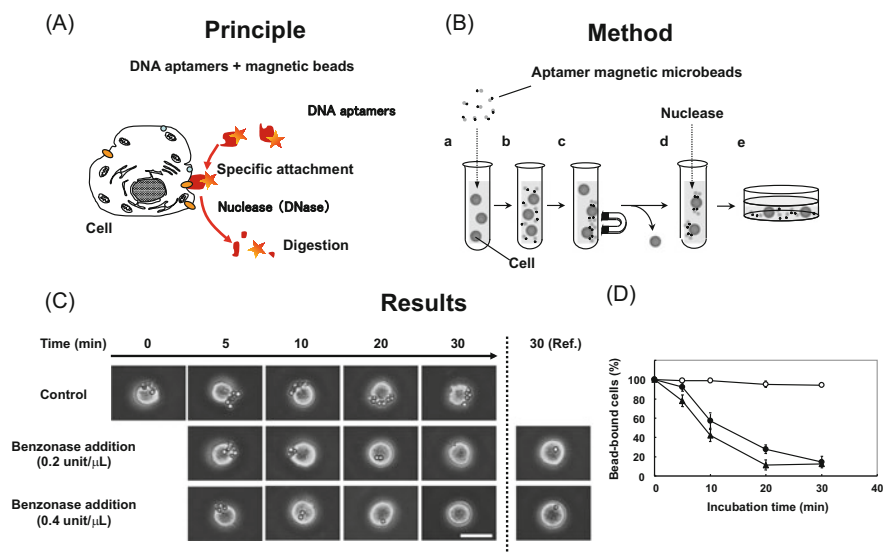 (A)
Principle
DNA aptamers + magnetic beads
DNA aptamers
Specific attachment
Nuclease (DNase)
Digestion
Cell
(B)
Method
Aptamer magnetic microbeads
Nuclease
a
b
c
d
e
Cell
(C)
Results
Time (min)
0
5
10
20
30
30 (Ref.)
Control
Benzonase addition
(0.2 unit/μL)
Benzonase addition
(0.4 unit/μL)
(D)
Bead-bound cells (%)
120
100
80
60
40
20
0
0
10
20
30
40
Incubation time (min)